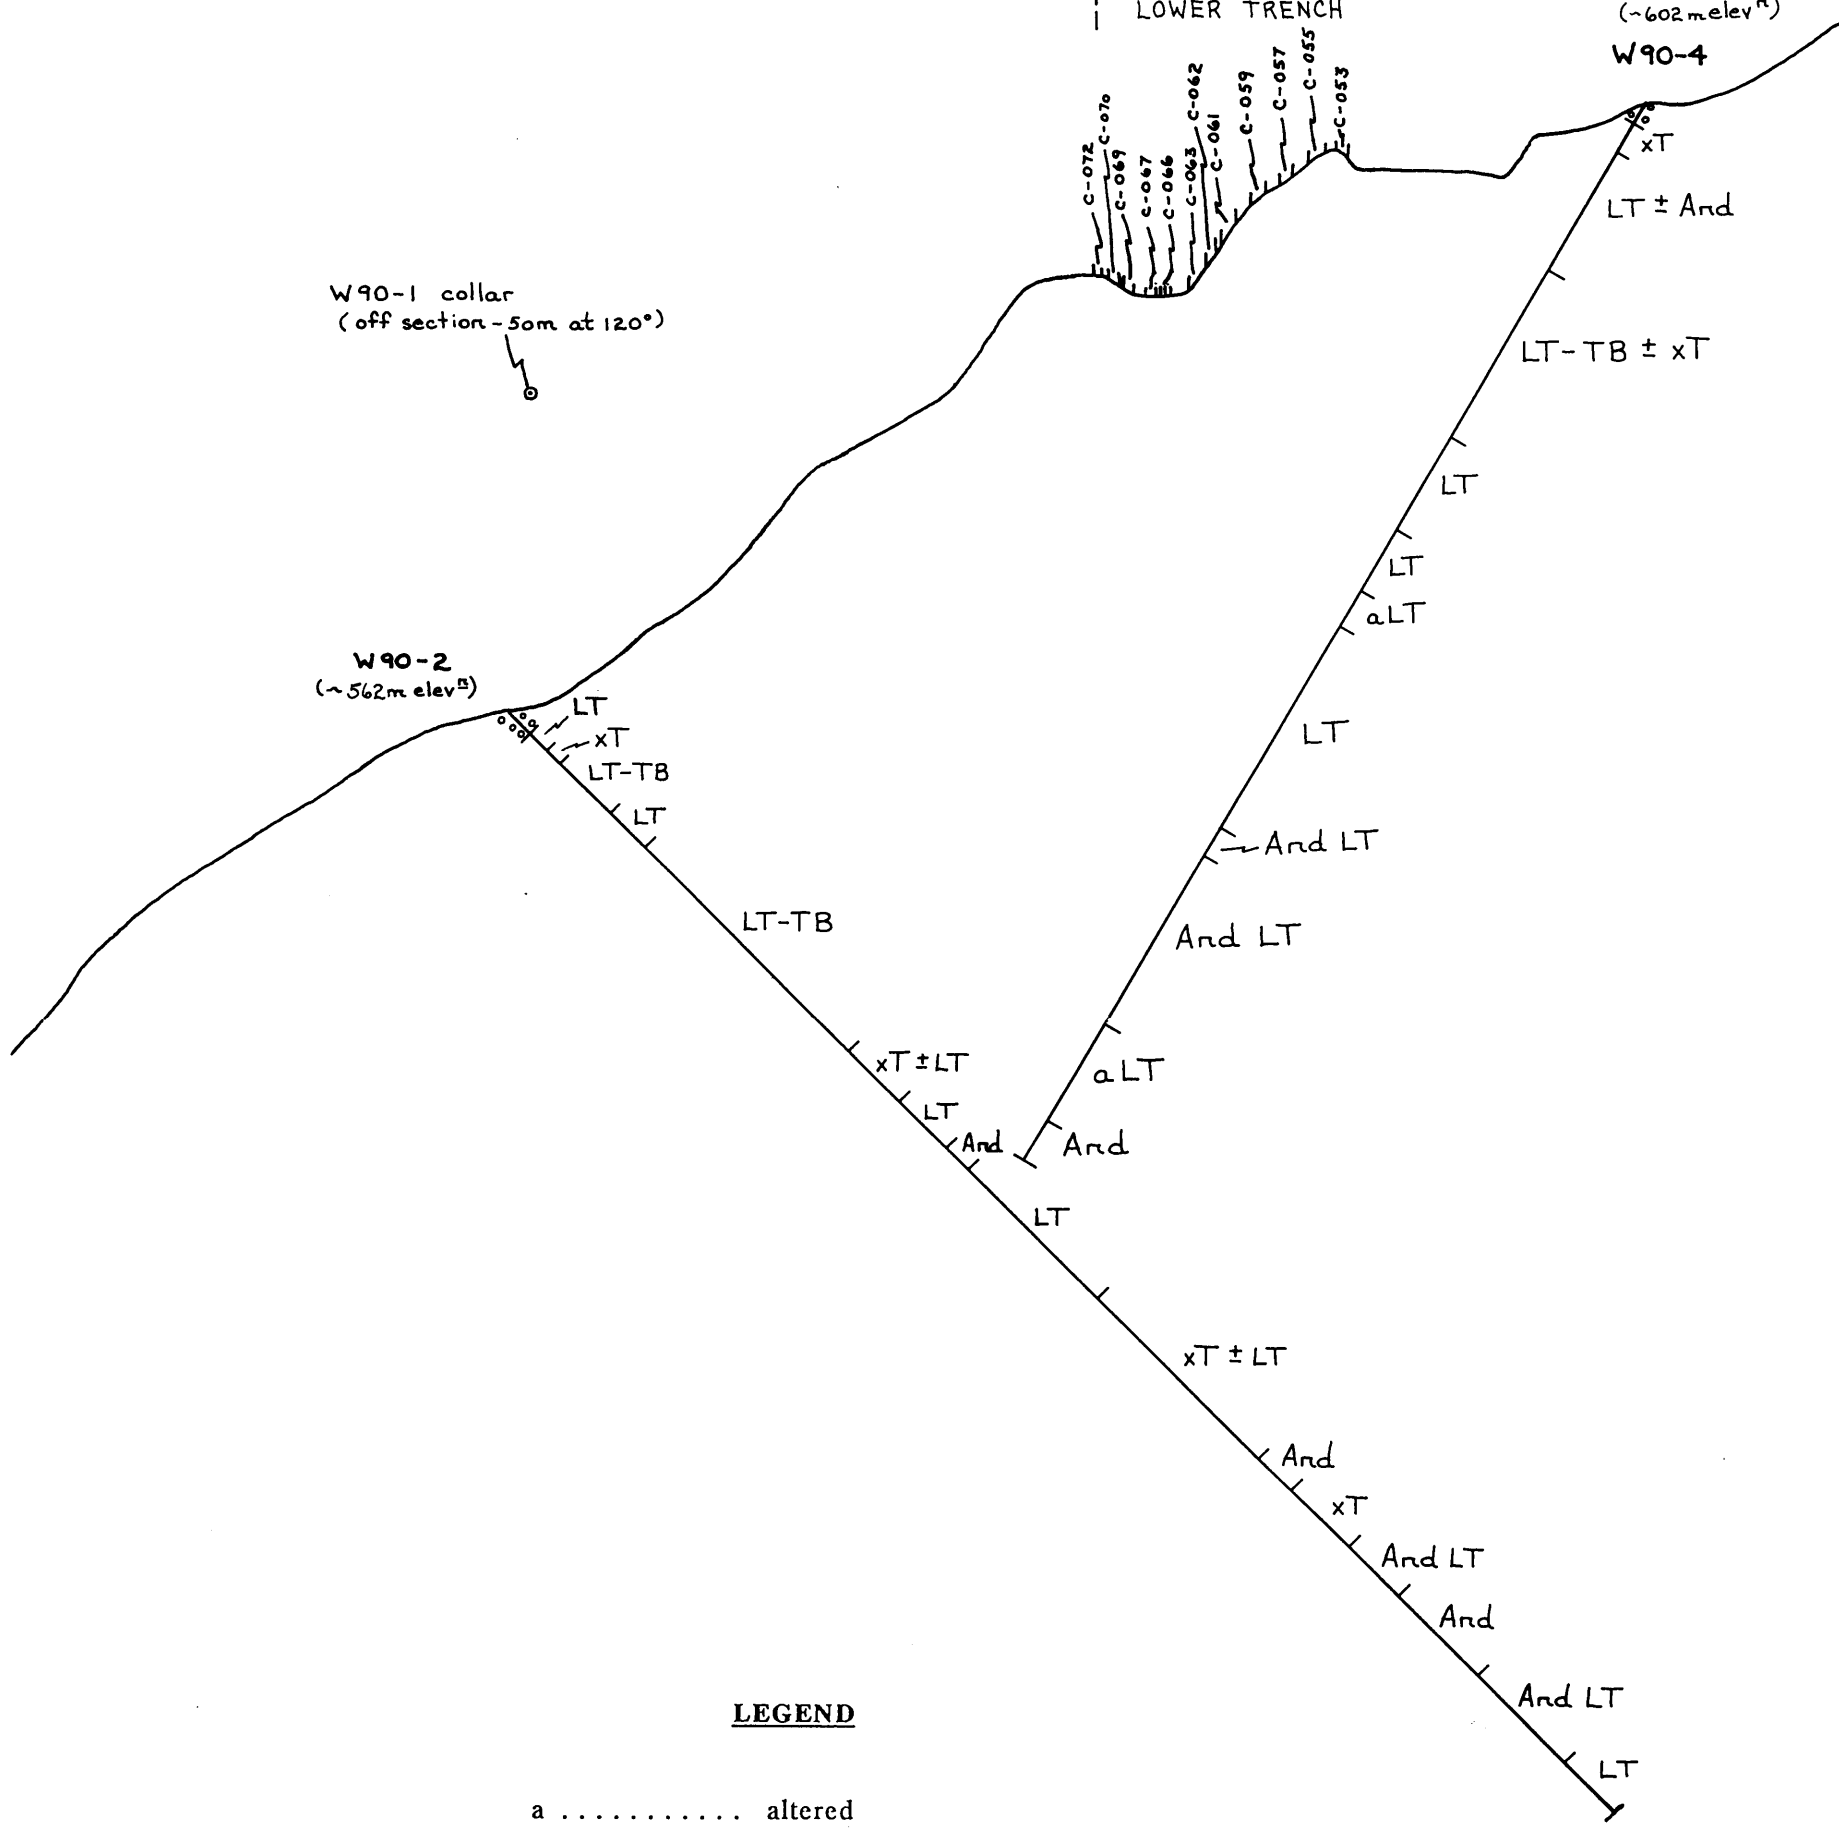 LOWER TRENCH
(~602m elevⁿ)
W90-4
C-072
C-070
C-069
C-067
C-066
C-063
C-062
C-061
C-059
C-057
C-055
C-053
xT
LT ± And
LT-TB ± xT
LT
LT
aLT
LT
And LT
And LT
aLT
And
W90-1 collar
(off section - 50m at 120°)
W90-2
(~562m elevⁿ)
LT
xT
LT-TB
LT
LT-TB
xT ± LT
LT
And
LT
xT ± LT
And
xT
And LT
And
And LT
LT
LEGEND
a ........... altered